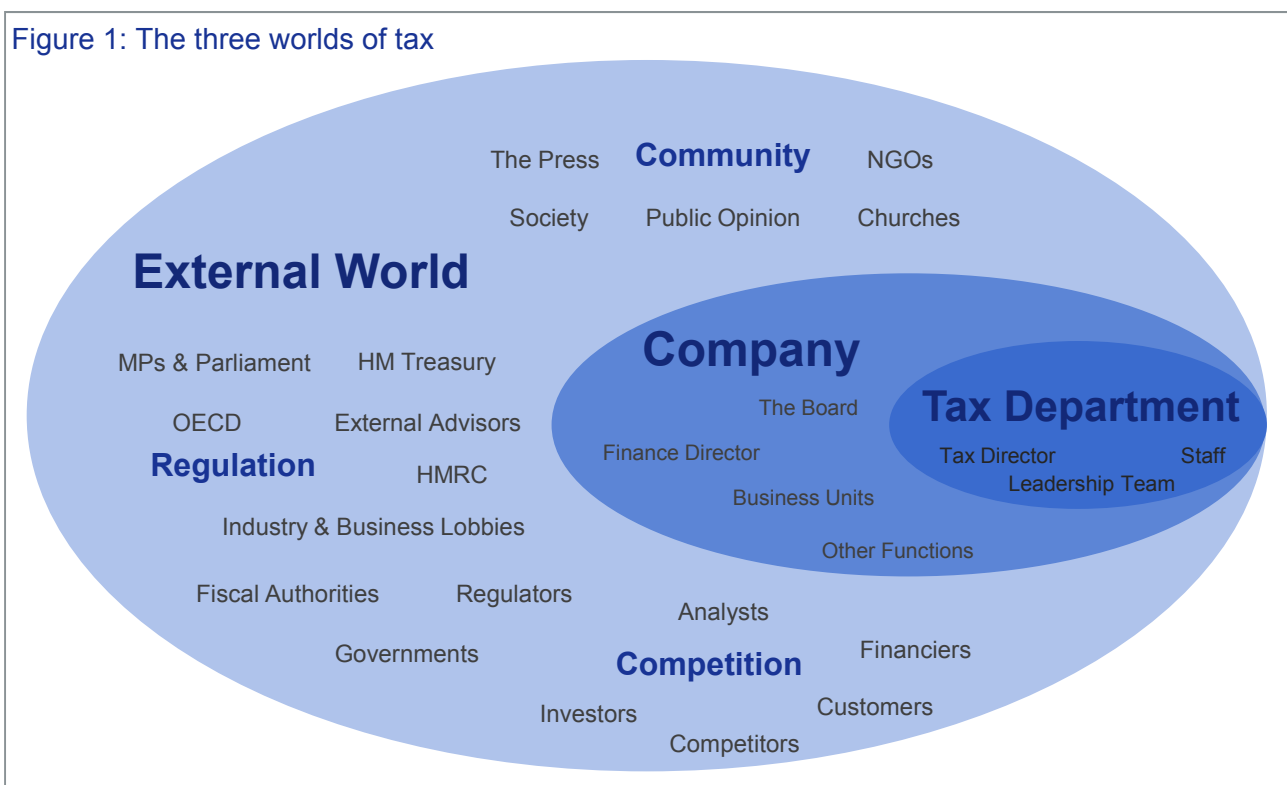 Figure 1: The three worlds of tax
The Press Community NGOs
Society Public Opinion Churches
External World
Company
MPs & Parliament HM Treasury
The Board
Tax Department
OECD External Advisors
Finance Director
Tax Director Staff
Regulation
HMRC
Leadership Team
Business Units
Industry & Business Lobbies
Other Functions
Fiscal Authorities Regulators
Analysts
Governments
Competition Financiers
Investors Customers
Competitors